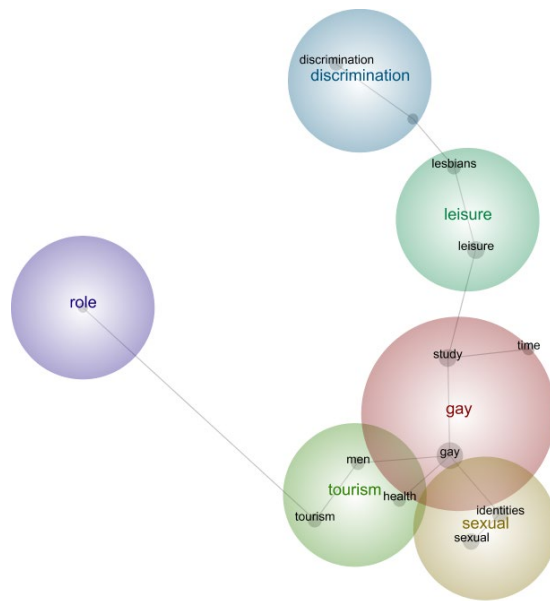 discrimination
discrimination
lesbians
leisure
leisure
role
study
time
gay
gay
men
tourism
health
tourism
identities
sexual
sexual